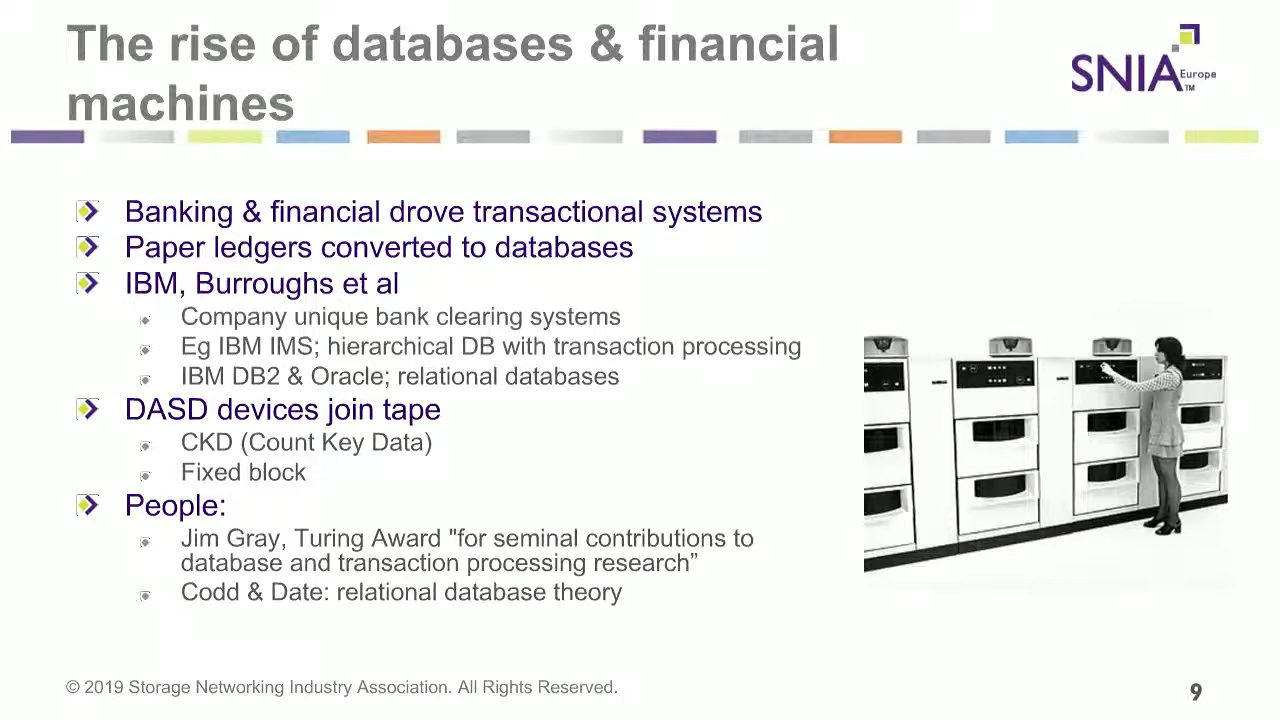 The rise of databases & financial
machines
SNIA Europe ™
Banking & financial drove transactional systems
Paper ledgers converted to databases
IBM, Burroughs et al
Company unique bank clearing systems
Eg IBM IMS; hierarchical DB with transaction processing
IBM DB2 & Oracle; relational databases
DASD devices join tape
CKD (Count Key Data)
Fixed block
People:
Jim Gray, Turing Award "for seminal contributions to
database and transaction processing research”
Codd & Date: relational database theory
© 2019 Storage Networking Industry Association. All Rights Reserved.
9